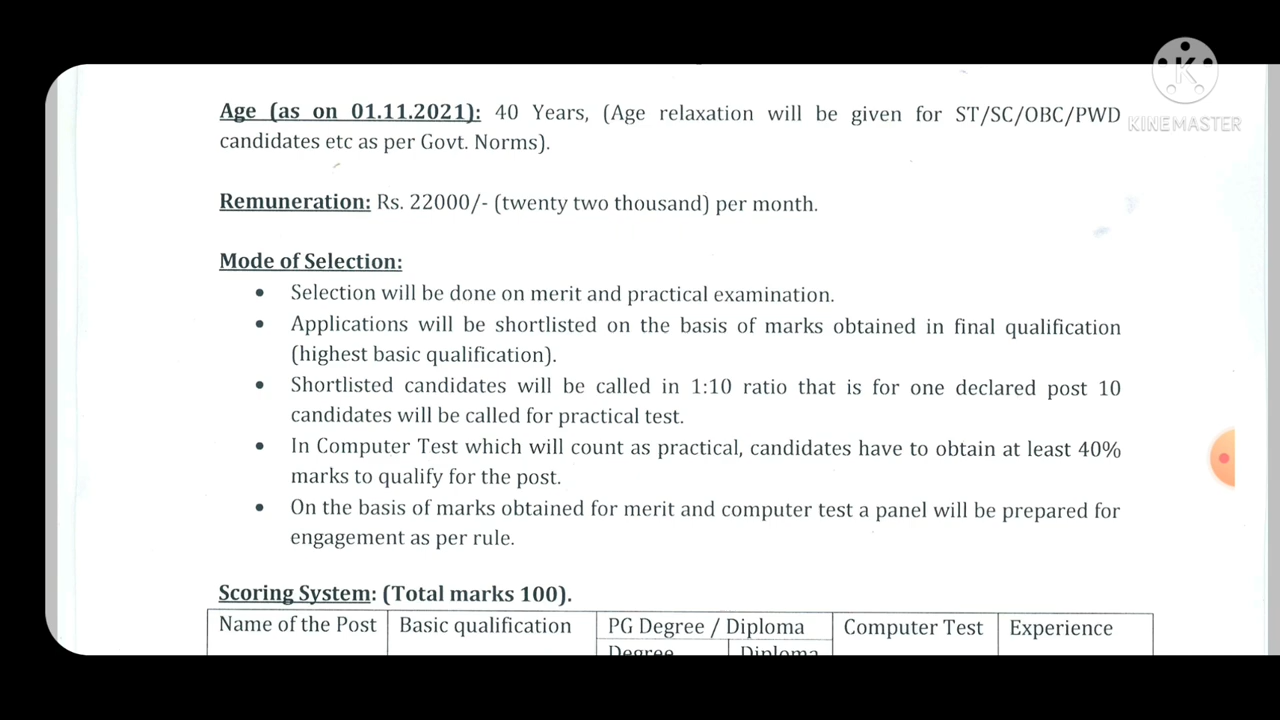 Age (as on 01.11.2021): 40 Years, (Age relaxation will be given for ST/SC/OBC/PWD
candidates etc as per Govt. Norms).
KINEMASTER
Remuneration: Rs. 22000/- (twenty two thousand) per month.
Mode of Selection:
• Selection will be done on merit and practical examination.
• Applications will be shortlisted on the basis of marks obtained in final qualification
(highest basic qualification).
• Shortlisted candidates will be called in 1:10 ratio that is for one declared post 10
candidates will be called for practical test.
• In Computer Test which will count as practical, candidates have to obtain at least 40%
marks to qualify for the post.
• On the basis of marks obtained for merit and computer test a panel will be prepared for
engagement as per rule.
Scoring System: (Total marks 100).
Name of the Post Basic qualification PG Degree / Diploma Computer Test Experience
Degree Diploma